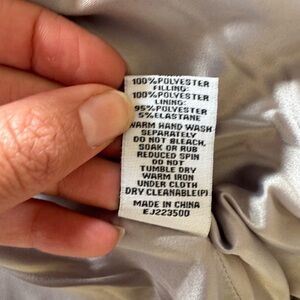 100%POLYESTER
FILLING:
100%POLYESTER
LINING:
95%POLYESTER
5%ELASTANE
WARM HAND WASH
SEPARATELY
DO NOT BLEACH,
SOAK OR RUB
REDUCED SPIN
DO NOT
TUMBLE DRY
WARM IRON
UNDER CLOTH
DRY CLEANABLE(P)
MADE IN CHINA
EJ22350D